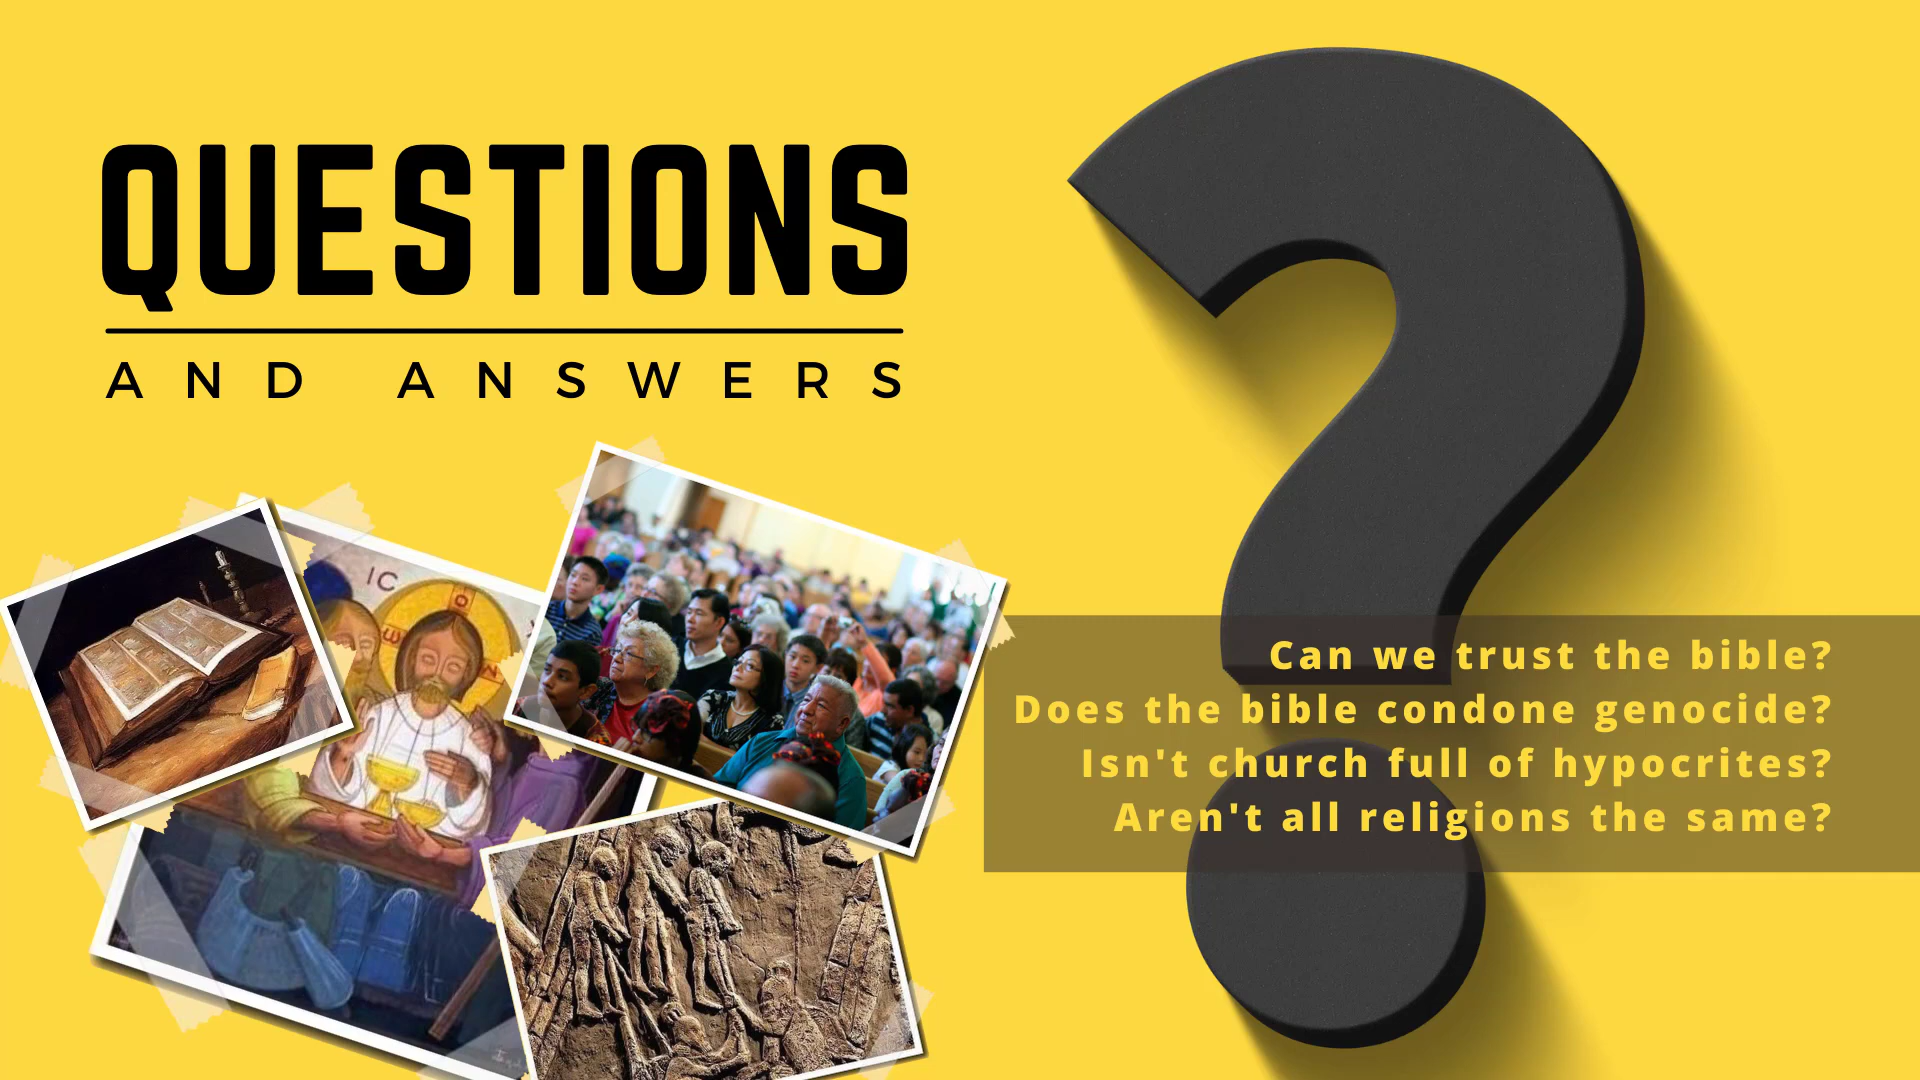 QUESTIONS
AND ANSWERS
IC
Can we trust the bible?
Does the bible condone genocide?
Isn't church full of hypocrites?
Aren't all religions the same?